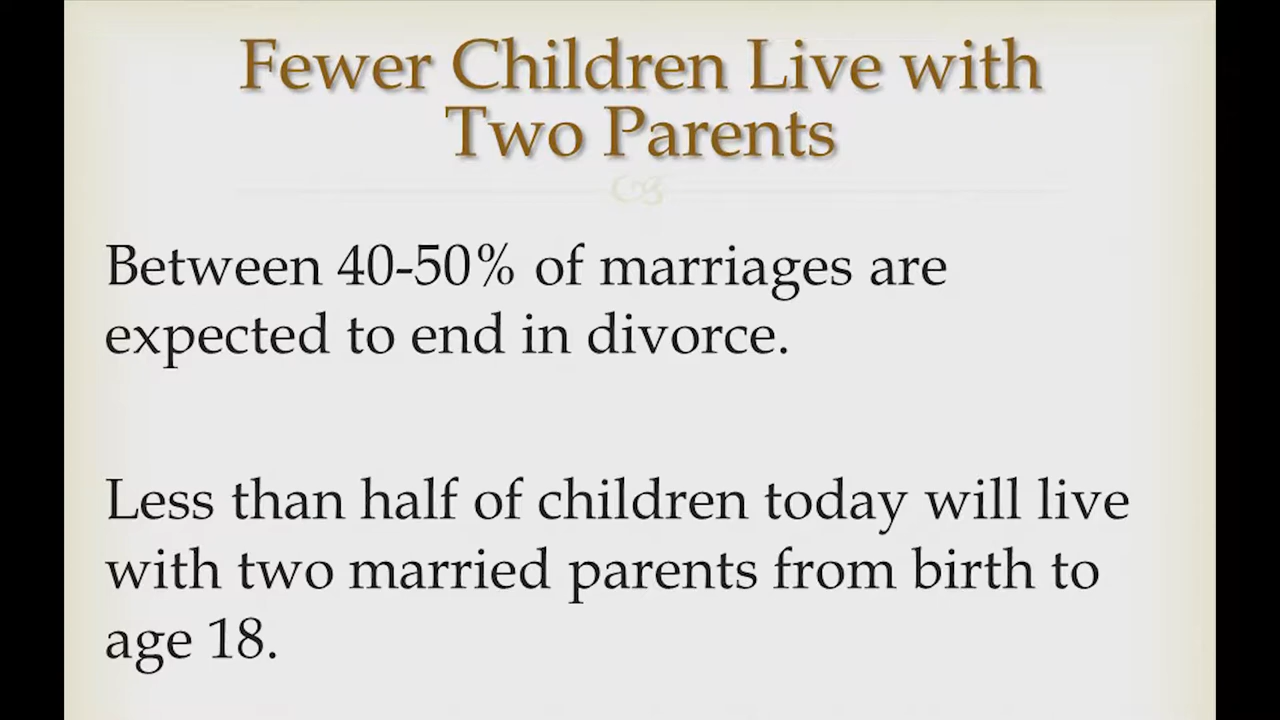 Fewer Children Live with
Two Parents
Between 40-50% of marriages are
expected to end in divorce.
Less than half of children today will live
with two married parents from birth to
age 18.